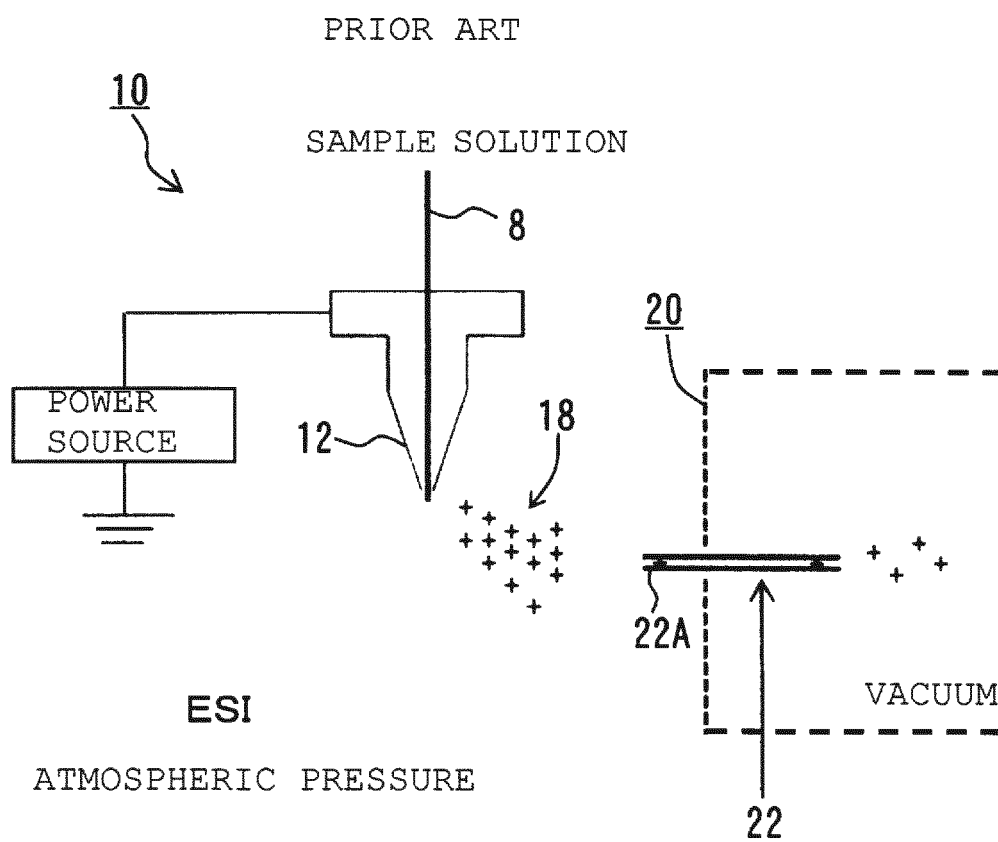 PRIOR ART
10
SAMPLE SOLUTION
8
20
POWER
SOURCE
12
18
22A
ESI
VACUUM
ATMOSPHERIC PRESSURE
22